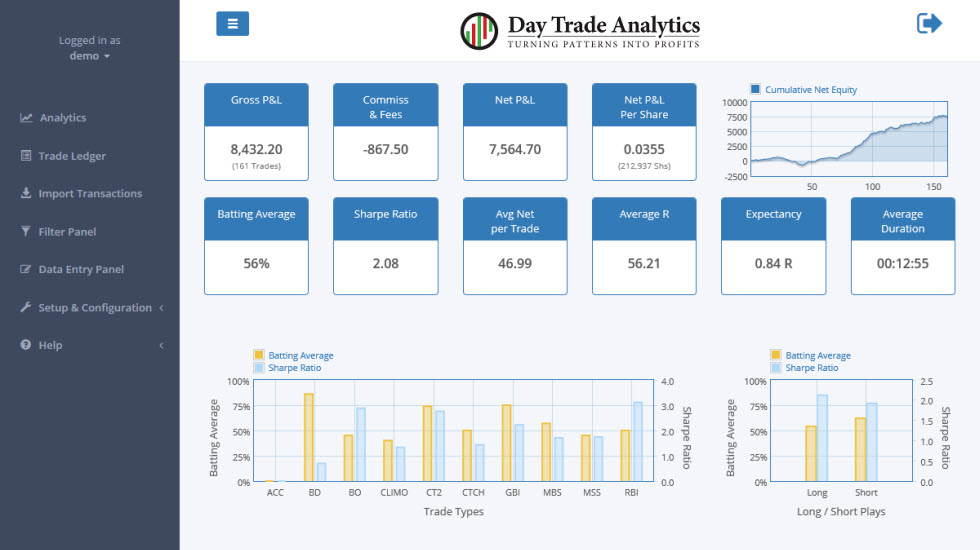 Logged in as
demo
Analytics
Trade Ledger
Import Transactions
Filter Panel
Data Entry Panel
Setup & Configuration
Help
Day Trade Analytics
TURNING PATTERNS INTO PROFITS
Gross P&L
8,432.20
(161 Trades)
Commiss
& Fees
-867.50
Net P&L
7,564.70
Net P&L
Per Share
0.0355
(212,937 Shs)
Cumulative Net Equity
10000
7500
5000
2500
0
-2500
50 100 150
Batting Average
56%
Sharpe Ratio
2.08
Avg Net
per Trade
46.99
Average R
56.21
Expectancy
0.84 R
Average
Duration
00:12:55
Batting Average
Sharpe Ratio
Batting Average
100%
75%
50%
25%
0%
4.0
3.0
2.0
1.0
0.0
Sharpe Ratio
ACC BD BO CLIMO CT2 CTCH GBI MBS MSS RBI
Trade Types
Batting Average
Sharpe Ratio
Batting Average
100%
75%
50%
25%
0%
2.5
2.0
1.5
1.0
0.5
0.0
Sharpe Ratio
Long Short
Long / Short Plays